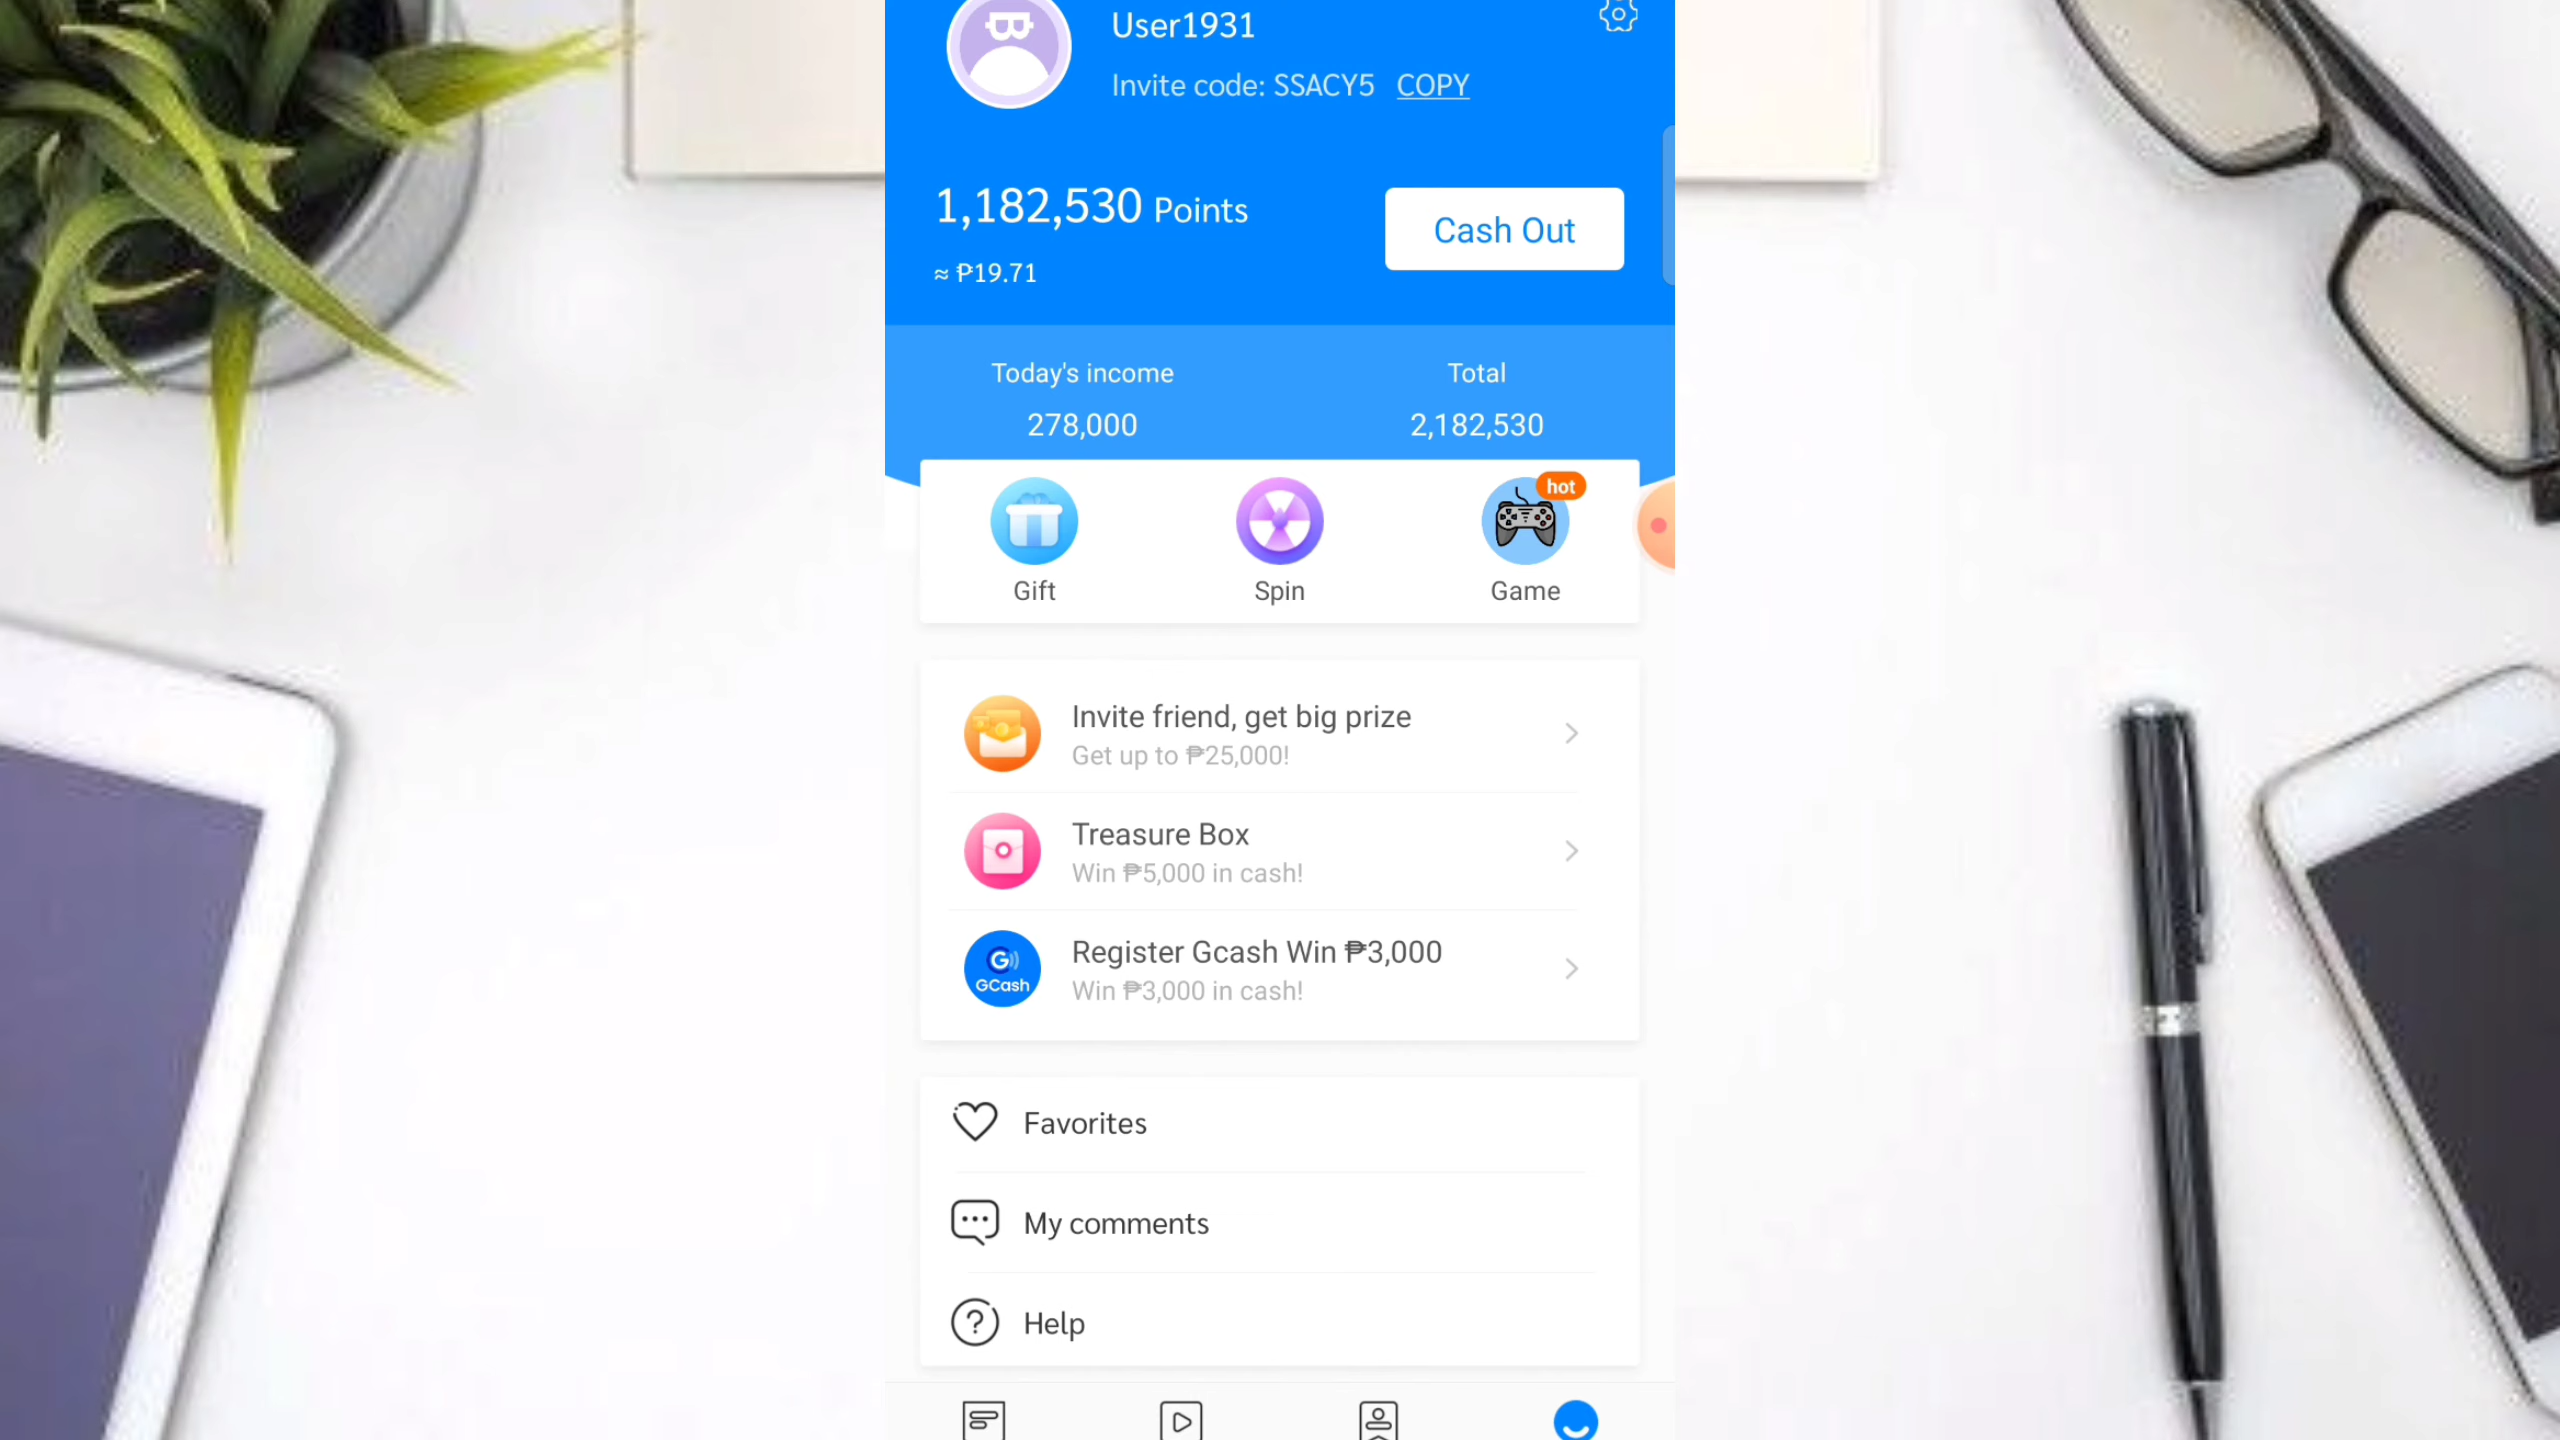 User1931
Invite code: SSACY5 COPY
1,182,530 Points
Cash Out
≈ ₱19.71
Today's income
Total
278,000
2,182,530
hot
Gift
Spin
Game
Invite friend, get big prize
Get up to ₱25,000!
Treasure Box
Win ₱5,000 in cash!
G
GCash
Register Gcash Win ₱3,000
Win ₱3,000 in cash!
Favorites
My comments
Help